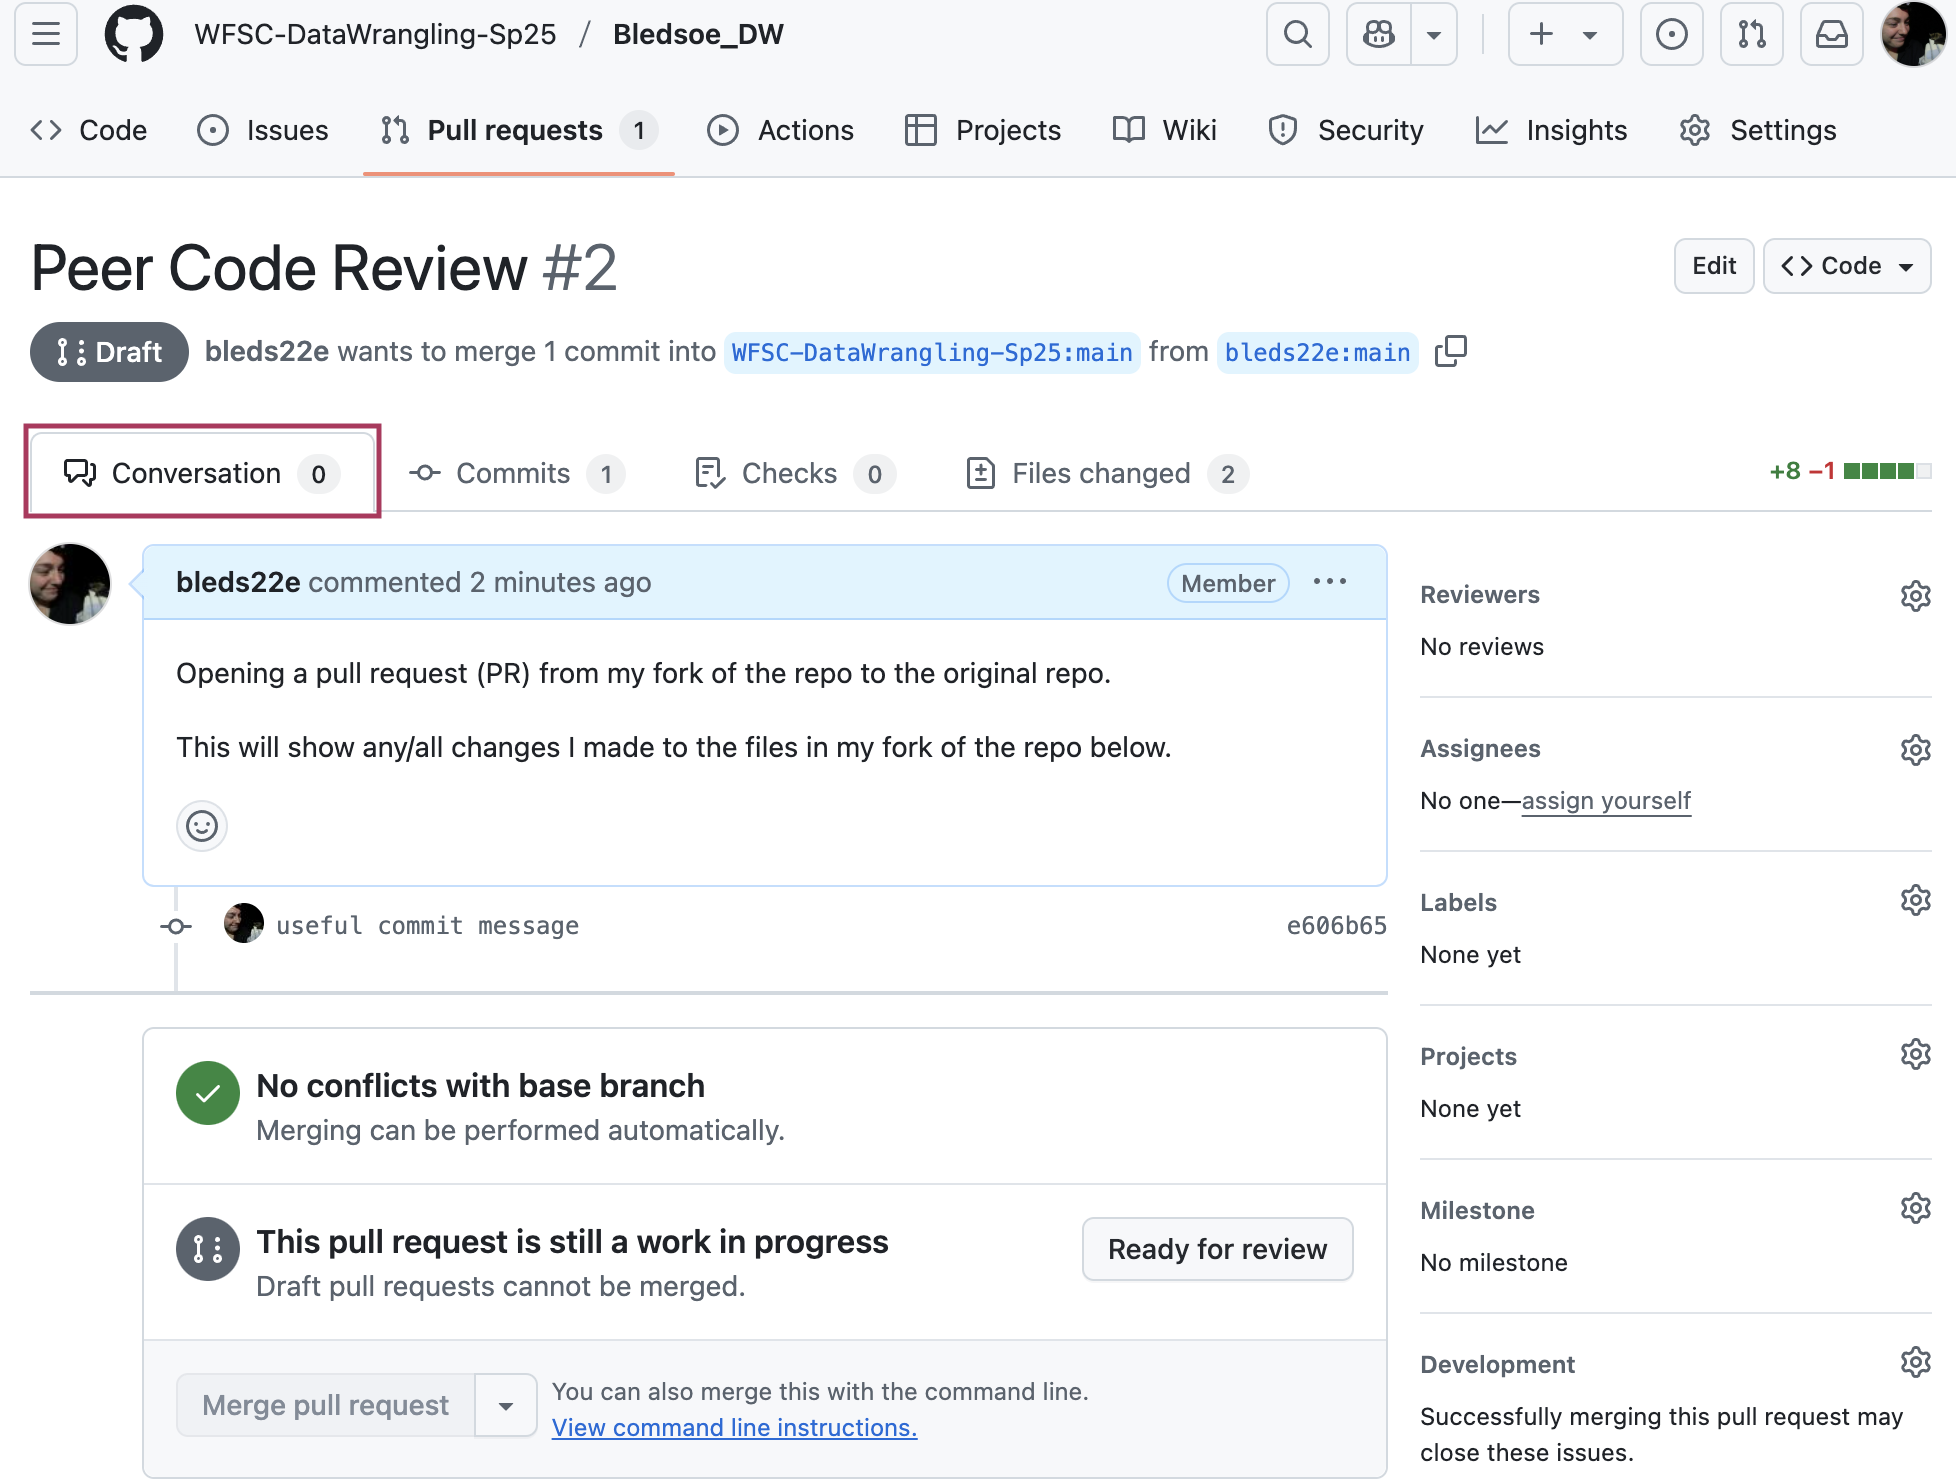 WFSC-DataWrangling-Sp25 / Bledsoe_DW
Code Issues Pull requests 1 Actions Projects Wiki Security Insights Settings
Peer Code Review #2
Edit Code
Draft bleds22e wants to merge 1 commit into WFSC-DataWrangling-Sp25:main from bleds22e:main
Conversation 0 Commits 1 Checks 0 Files changed 2 +8 −1
bleds22e commented 2 minutes ago Member ...
Opening a pull request (PR) from my fork of the repo to the original repo.
This will show any/all changes I made to the files in my fork of the repo below.
useful commit message e606b65
No conflicts with base branch
Merging can be performed automatically.
This pull request is still a work in progress
Draft pull requests cannot be merged.
Ready for review
Merge pull request
You can also merge this with the command line.
View command line instructions.
Reviewers
No reviews
Assignees
No one—assign yourself
Labels
None yet
Projects
None yet
Milestone
No milestone
Development
Successfully merging this pull request may
close these issues.